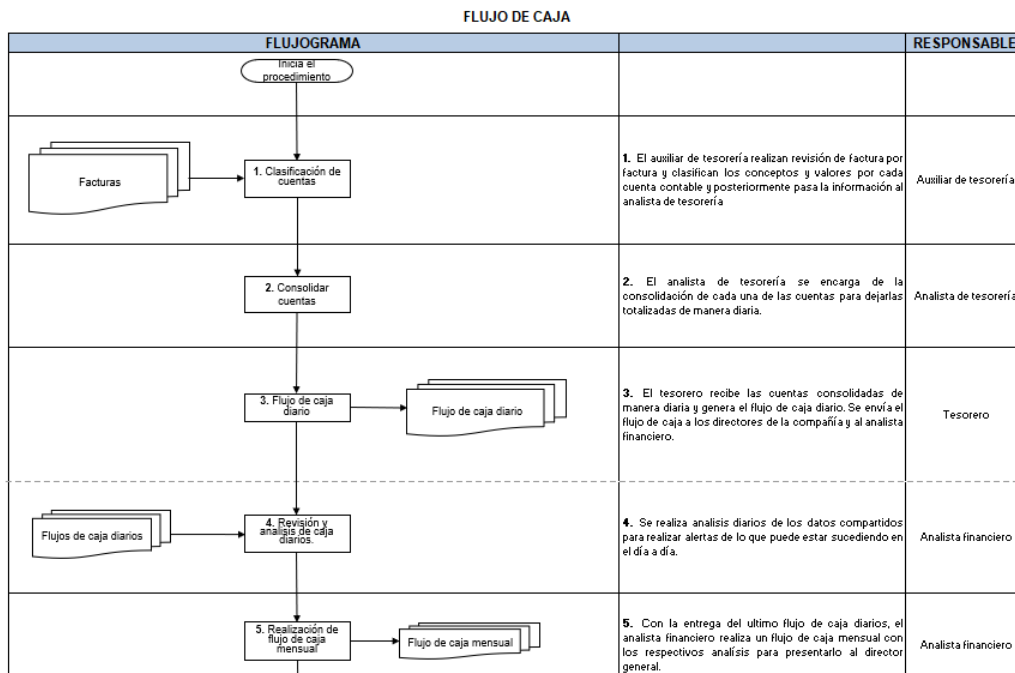 FLUJO DE CAJA
FLUJOGRAMA
RESPONSABLE
Inicia el
procedimiento
Facturas
1. Clasificación de
cuentas
1. El auxiliar de tesorería realizan revisión de factura por
factura y clasifican los conceptos y valores por cada
cuenta contable y posteriormente pasa la información al
analista de tesorería
Auxiliar de tesorería
2. Consolidar
cuentas
2. El analista de tesorería se encarga de la
consolidación de cada una de las cuentas para dejarlas
totalizadas de manera diaria.
Analista de tesorería
3. Flujo de caja
diario
Flujo de caja diario
3. El tesorero recibe las cuentas consolidadas de
manera diaria y genera el flujo de caja diario. Se envía el
flujo de caja a los directores de la compañía y al analista
financiero.
Tesorero
Flujos de caja diarios
4. Revisión y
analisis de caja
diarios.
4. Se realiza analisis diarios de los datos compartidos
para realizar alertas de lo que puede estar sucediendo en
el día a día.
Analista financiero
5. Realización de
flujo de caja
mensual
Flujo de caja mensual
5. Con la entrega del ultimo flujo de caja diarios, el
analista financiero realiza un flujo de caja mensual con
los respectivos analísis para presentarlo al director
general.
Analista financiero